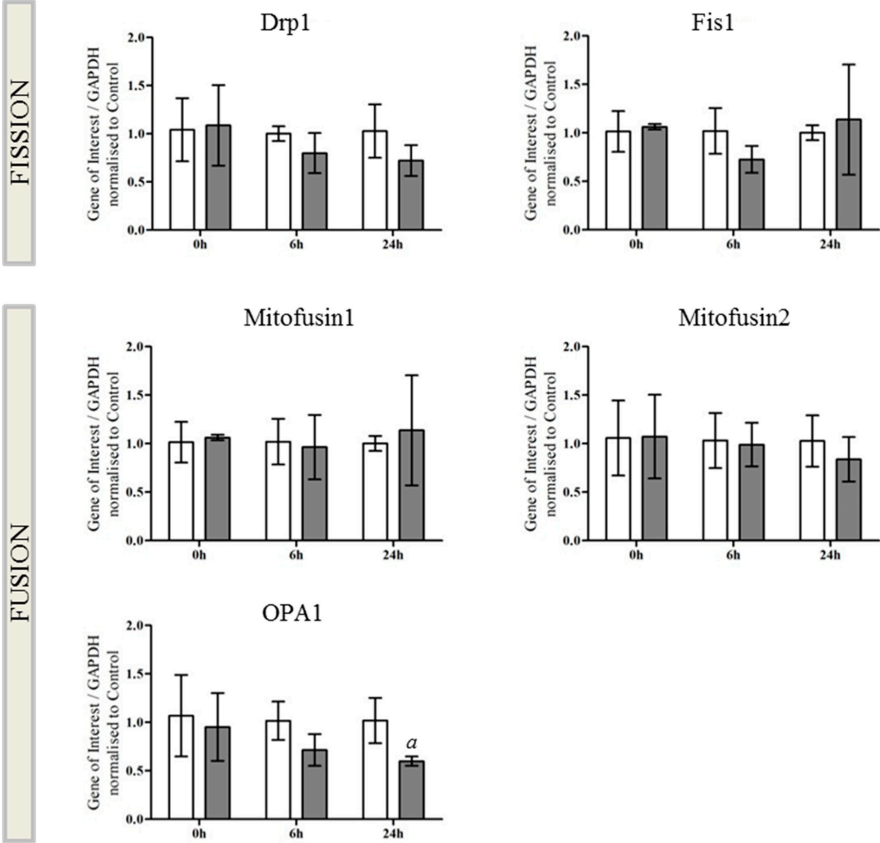 FISSION
Drp1
Gene of Interest / GAPDH
normalised to Control
2.0
1.5
1.0
0.5
0.0
0h
6h
24h
Fis1
Gene of Interest / GAPDH
normalised to Control
2.0
1.5
1.0
0.5
0.0
0h
6h
24h
FUSION
Mitofusin1
Gene of Interest / GAPDH
normalised to Control
2.0
1.5
1.0
0.5
0.0
0h
6h
24h
Mitofusin2
Gene of Interest / GAPDH
normalised to Control
2.0
1.5
1.0
0.5
0.0
0h
6h
24h
OPA1
Gene of Interest / GAPDH
normalised to Control
2.0
1.5
1.0
0.5
0.0
a
0h
6h
24h